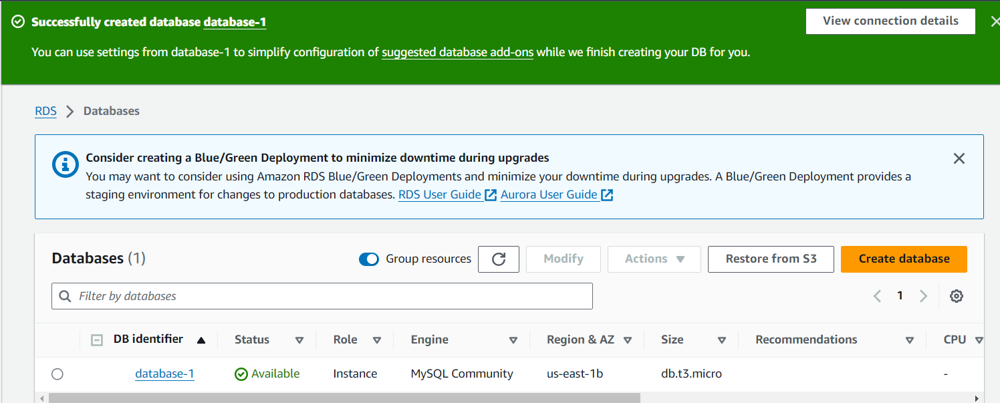 Successfully created database database-1
View connection details
You can use settings from database-1 to simplify configuration of suggested database add-ons while we finish creating your DB for you.
RDS > Databases
Consider creating a Blue/Green Deployment to minimize downtime during upgrades
You may want to consider using Amazon RDS Blue/Green Deployments and minimize your downtime during upgrades. A Blue/Green Deployment provides a
staging environment for changes to production databases. RDS User Guide Aurora User Guide
Databases (1) Group resources Modify Actions Restore from S3 Create database
Filter by databases 1
DB identifier Status Role Engine Region & AZ Size Recommendations CPU
database-1 Available Instance MySQL Community us-east-1b db.t3.micro -